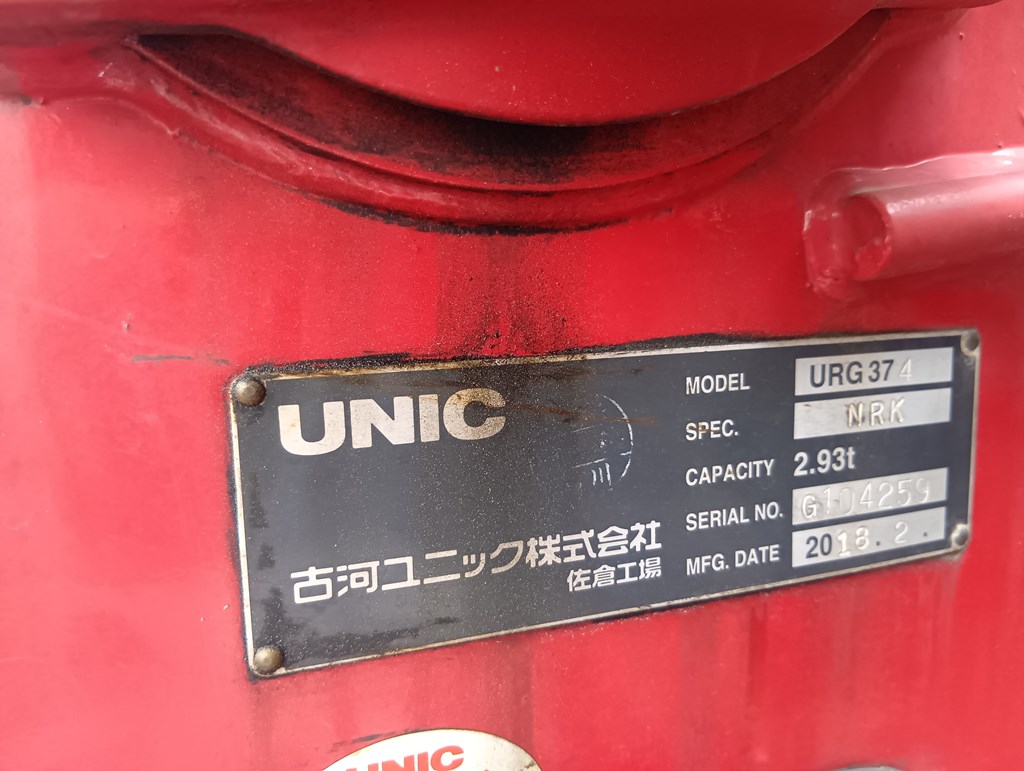 UNIC
MODEL URG374
SPEC. NRK
CAPACITY 2.93t
SERIAL NO. G104259
MFG. DATE 2018.2.
古河ユニック株式会社
佐倉工場
UNIC